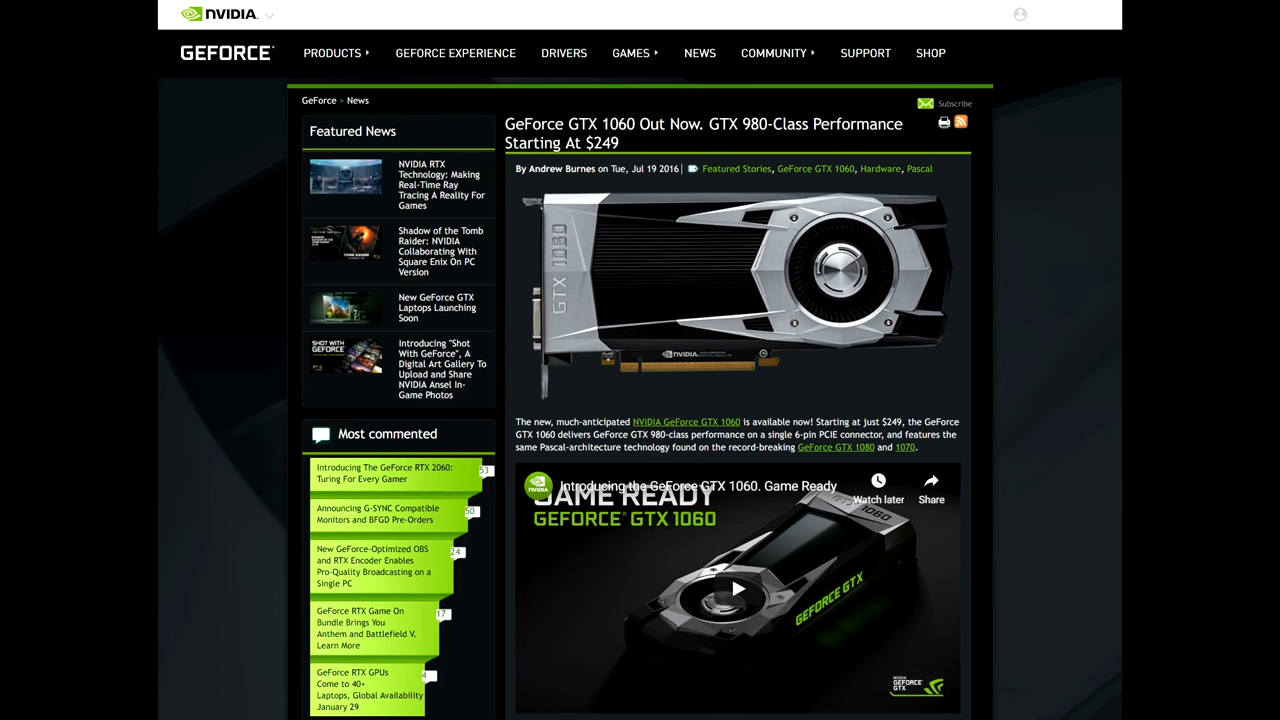 NVIDIA.
GEFORCE
PRODUCTS
GEFORCE EXPERIENCE
DRIVERS
GAMES
NEWS
COMMUNITY
SUPPORT
SHOP
GeForce > News
Subscribe
Featured News
NVIDIA RTX
Technology: Making
Real-Time Ray
Tracing A Reality For
Games
Shadow of the Tomb
Raider: NVIDIA
Collaborating With
Square Enix On PC
Version
New GeForce GTX
Laptops Launching
Soon
SHOT WITH
GEFORCE
Introducing "Shot
With GeForce", A
Digital Art Gallery To
Upload and Share
NVIDIA Ansel In-
Game Photos
Most commented
Introducing The GeForce RTX 2060:
Turing For Every Gamer
53
Announcing G-SYNC Compatible
Monitors and BFGD Pre-Orders
50
New GeForce-Optimized OBS
and RTX Encoder Enables
Pro-Quality Broadcasting on a
Single PC
24
GeForce RTX Game On
Bundle Brings You
Anthem and Battlefield V.
Learn More
17
GeForce RTX GPUs
Come to 40+
Laptops, Global Availability
January 29
4
GeForce GTX 1060 Out Now. GTX 980-Class Performance
Starting At $249
By Andrew Burnes on Tue, Jul 19 2016 | Featured Stories, GeForce GTX 1060, Hardware, Pascal
GTX 1060
NVIDIA
The new, much-anticipated NVIDIA GeForce GTX 1060 is available now! Starting at just $249, the GeForce
GTX 1060 delivers GeForce GTX 980-class performance on a single 6-pin PCIE connector, and features the
same Pascal-architecture technology found on the record-breaking GeForce GTX 1080 and 1070.
NVIDIA
Introducing the GeForce GTX 1060. Game Ready
Watch later
Share
GAME READY
GEFORCE® GTX 1060
GTX 1060
GEFORCE GTX
NVIDIA
GEFORCE
GTX